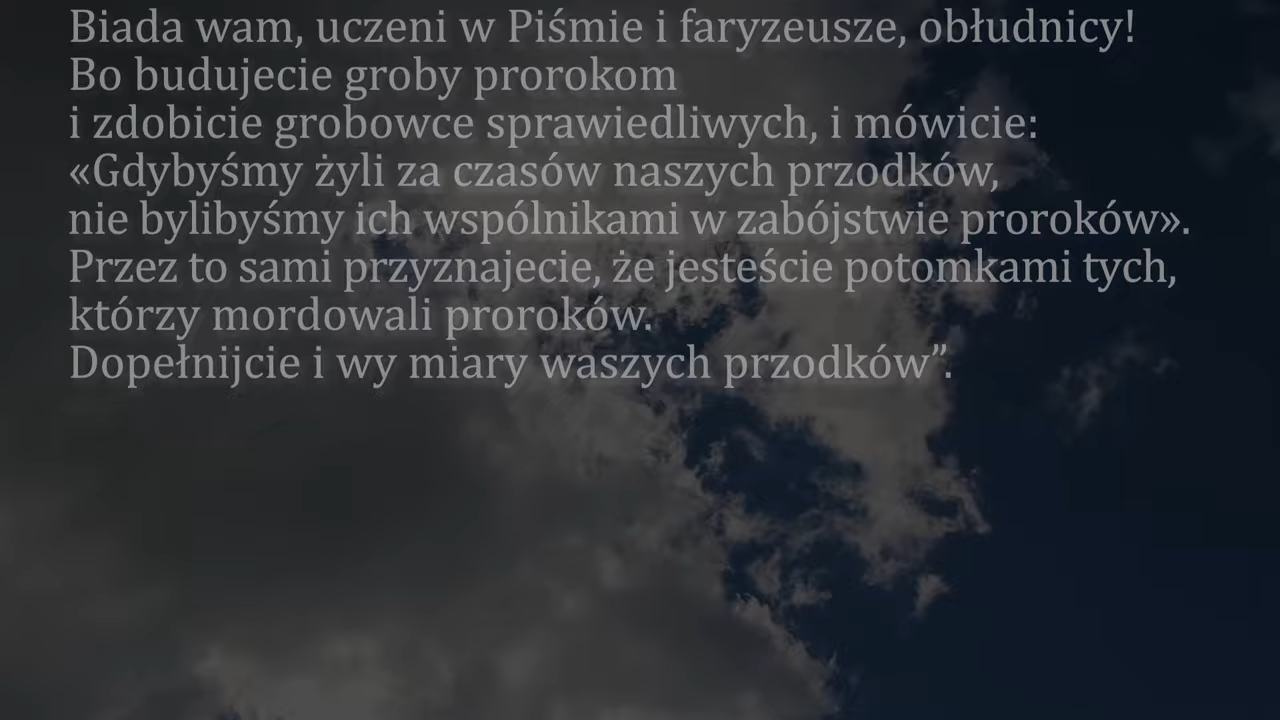 Biada wam, uczeni w Piśmie i faryzeusze, obłudnicy!
Bo budujecie groby prorokom
i zdobicie grobowce sprawiedliwych, i mówicie:
«Gdybyśmy żyli za czasów naszych przodków,
nie bylibyśmy ich wspólnikami w zabójstwie proroków».
Przez to sami przyznajecie, że jesteście potomkami tych,
którzy mordowali proroków.
Dopełnijcie i wy miary waszych przodków”.